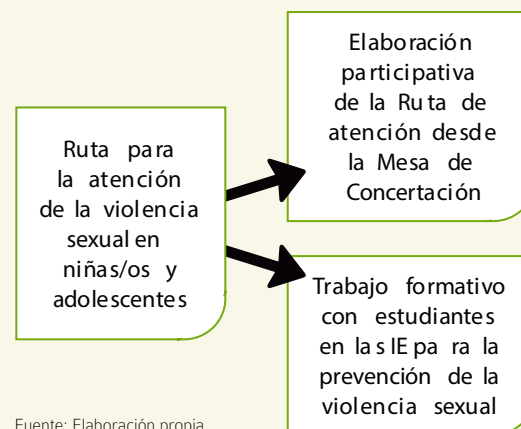 Ruta para
la atención
de la violencia
sexual en
niñas/os y
adolescentes
Elaboración
participativa
de la Ruta de
atención desde
la Mesa de
Concertación
Trabajo formativo
con estudiantes
en las IE para la
prevención de la
violencia sexual
Fuente: Elaboración propia